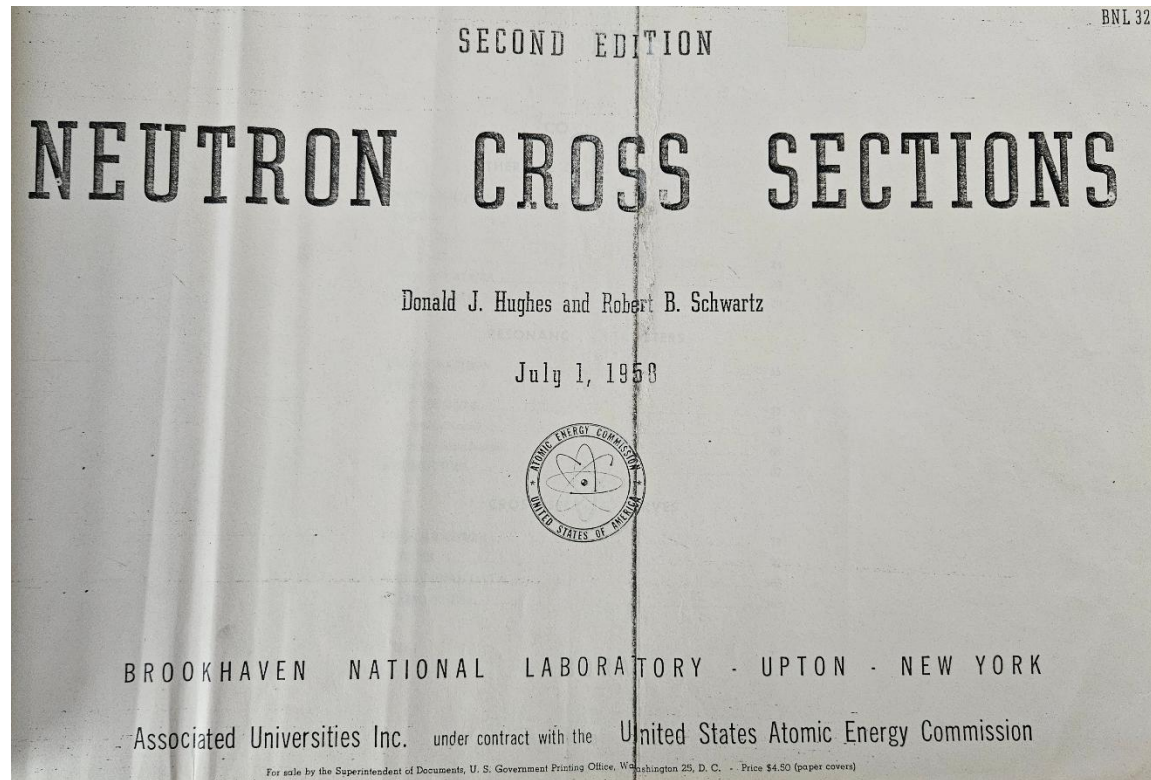 BNL 32
SECOND EDITION
NEUTRON CROSS SECTIONS
Donald J. Hughes and Robert B. Schwartz
July 1, 1958
ATOMIC ENERGY COMMISSION
UNITED STATES OF AMERICA
BROOKHAVEN NATIONAL LABORATORY - UPTON - NEW YORK
Associated Universities Inc. under contract with the United States Atomic Energy Commission
For sale by the Superintendent of Documents, U. S. Government Printing Office, Washington 25, D. C. - Price $4.50 (paper covers)